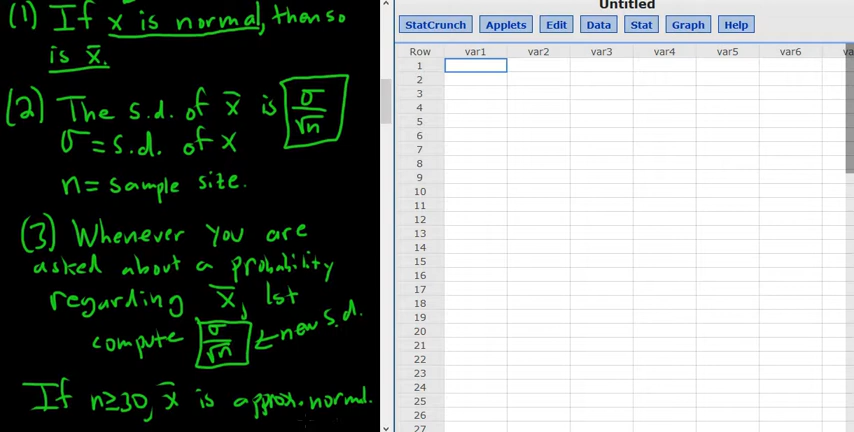 (1) If x is normal, then so
is x̄.
(2) The s.d. of x̄ is σ/√n
σ = s.d. of x
n = sample size.
(3) Whenever you are
asked about a probability
regarding x̄, 1st
compute σ/√n ← new s.d.
If n≥30, x̄ is approx. normal.
Untitled
StatCrunch Applets Edit Data Stat Graph Help
Row var1 var2 var3 var4 var5 var6 va
1
2
3
4
5
6
7
8
9
10
11
12
13
14
15
16
17
18
19
20
21
22
23
24
25
26
27